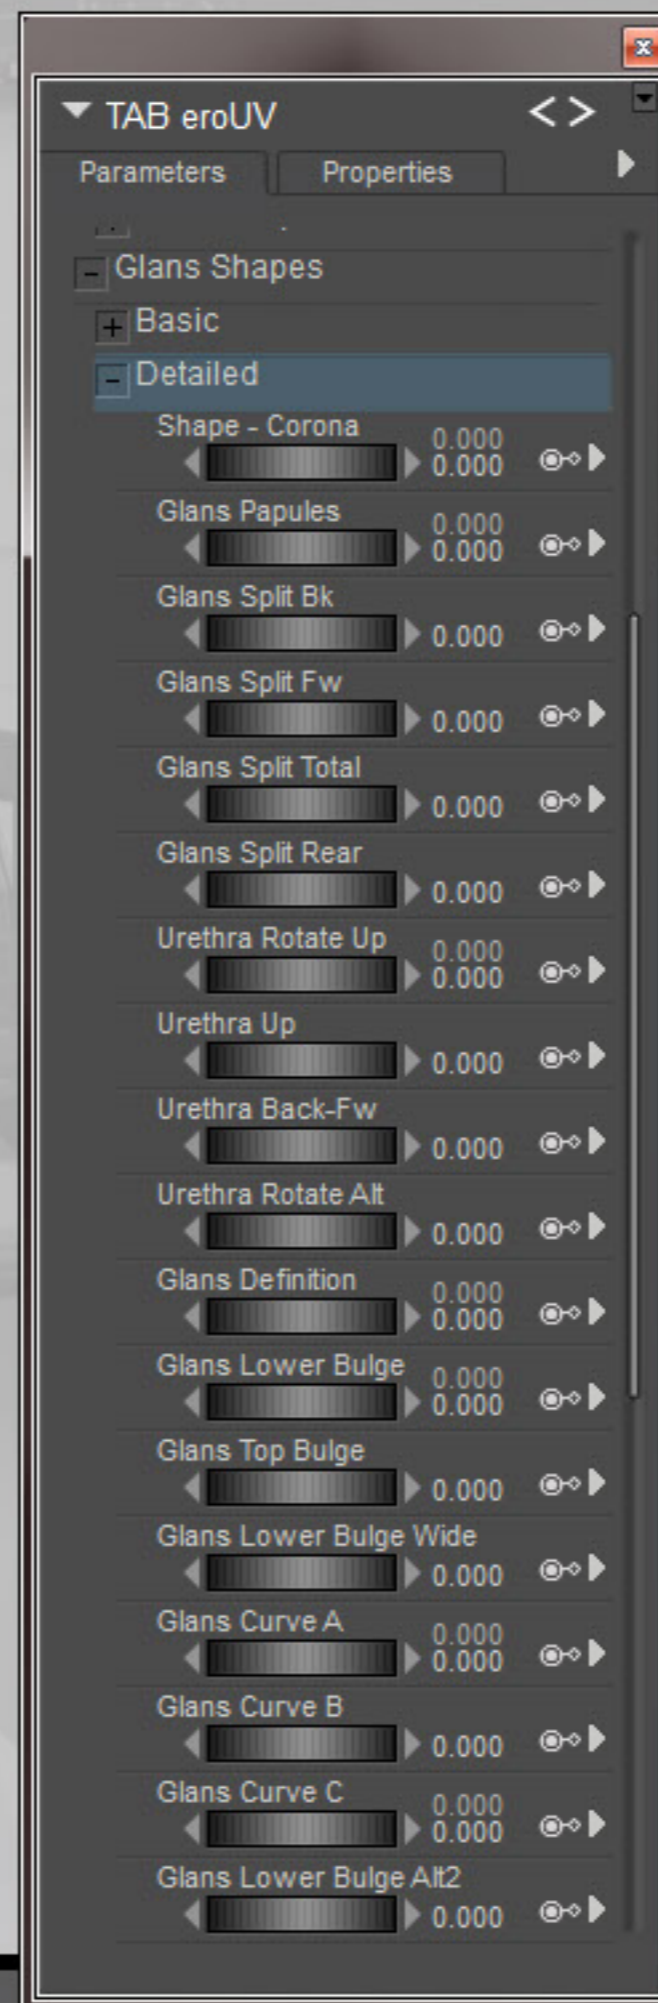 TAB eroUV
< >
Parameters Properties
- Glans Shapes
+ Basic
- Detailed
Shape - Corona
0.000
0.000
Glans Papules
0.000
0.000
Glans Split Bk
0.000
Glans Split Fw
0.000
Glans Split Total
0.000
Glans Split Rear
0.000
Urethra Rotate Up
0.000
0.000
Urethra Up
0.000
Urethra Back-Fw
0.000
Urethra Rotate Alt
0.000
Glans Definition
0.000
0.000
Glans Lower Bulge
0.000
0.000
Glans Top Bulge
0.000
Glans Lower Bulge Wide
0.000
Glans Curve A
0.000
0.000
Glans Curve B
0.000
Glans Curve C
0.000
0.000
Glans Lower Bulge Alt2
0.000